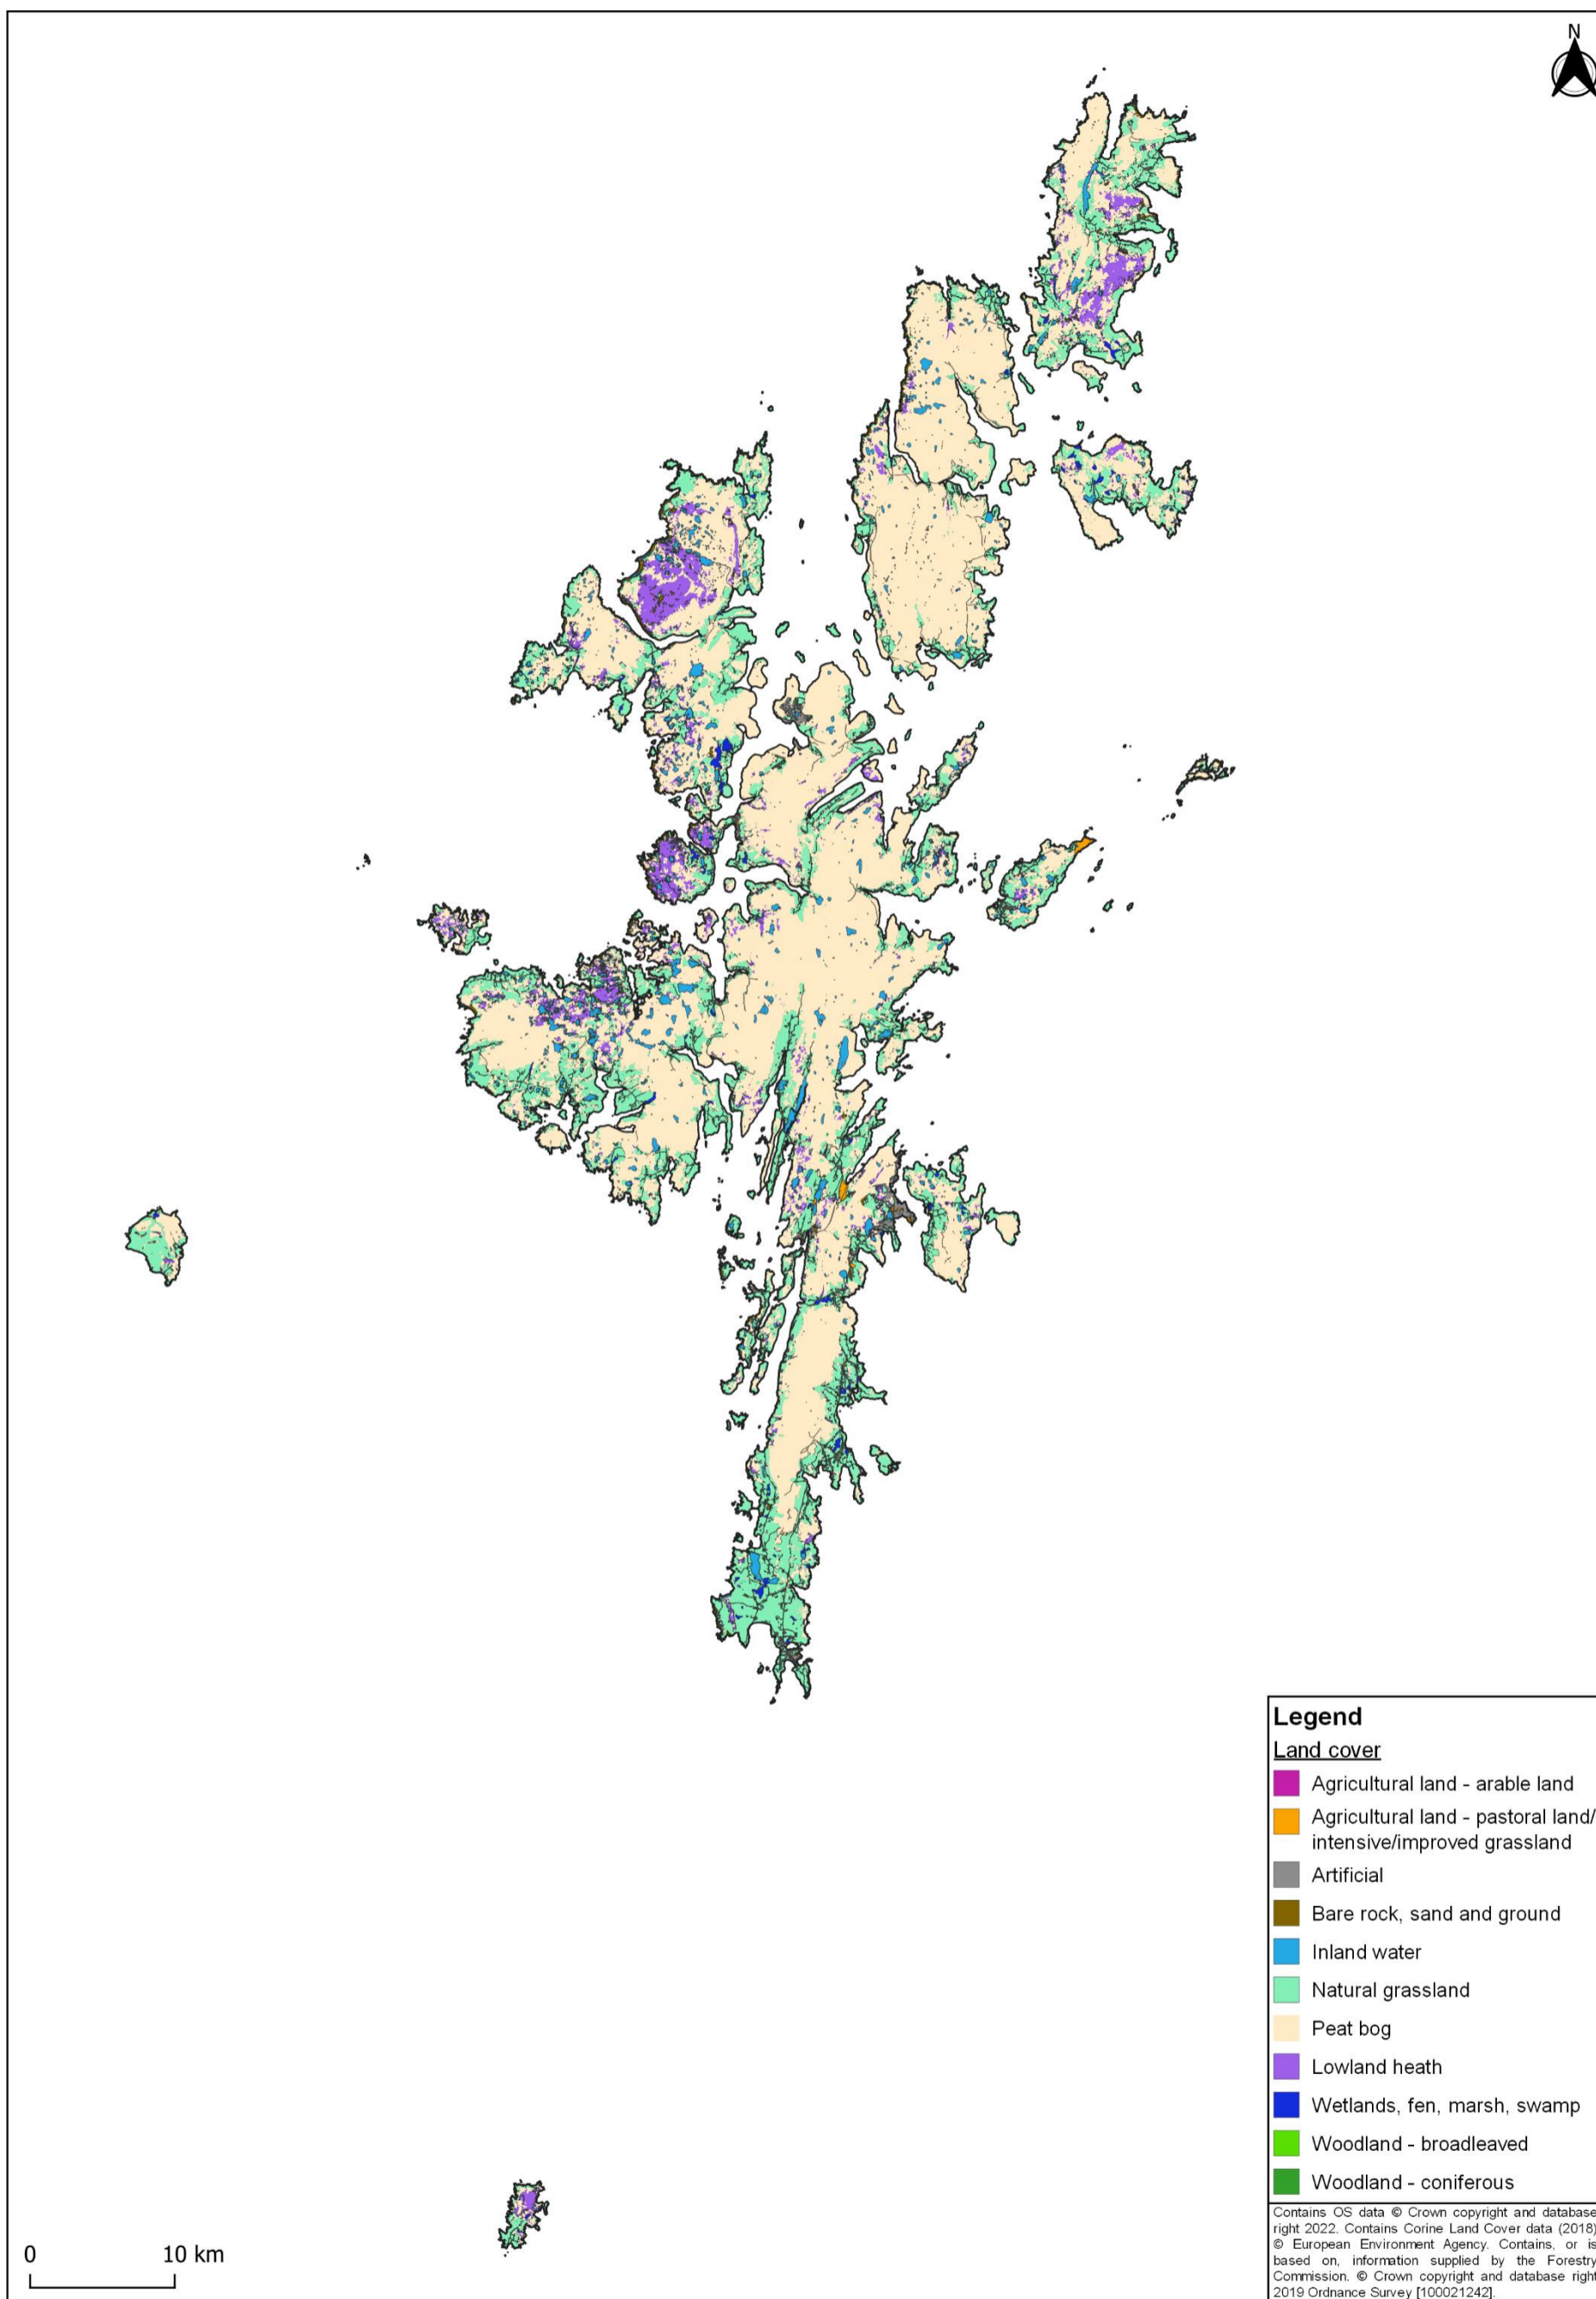 N
Legend
Land cover
Agricultural land - arable land
Agricultural land - pastoral land/
intensive/improved grassland
Artificial
Bare rock, sand and ground
Inland water
Natural grassland
Peat bog
Lowland heath
Wetlands, fen, marsh, swamp
Woodland - broadleaved
Woodland - coniferous
Contains OS data © Crown copyright and database
right 2022. Contains Corine Land Cover data (2018)
© European Environment Agency. Contains, or is
based on, information supplied by the Forestry
Commission. © Crown copyright and database right
2019 Ordnance Survey [100021242].
0 10 km